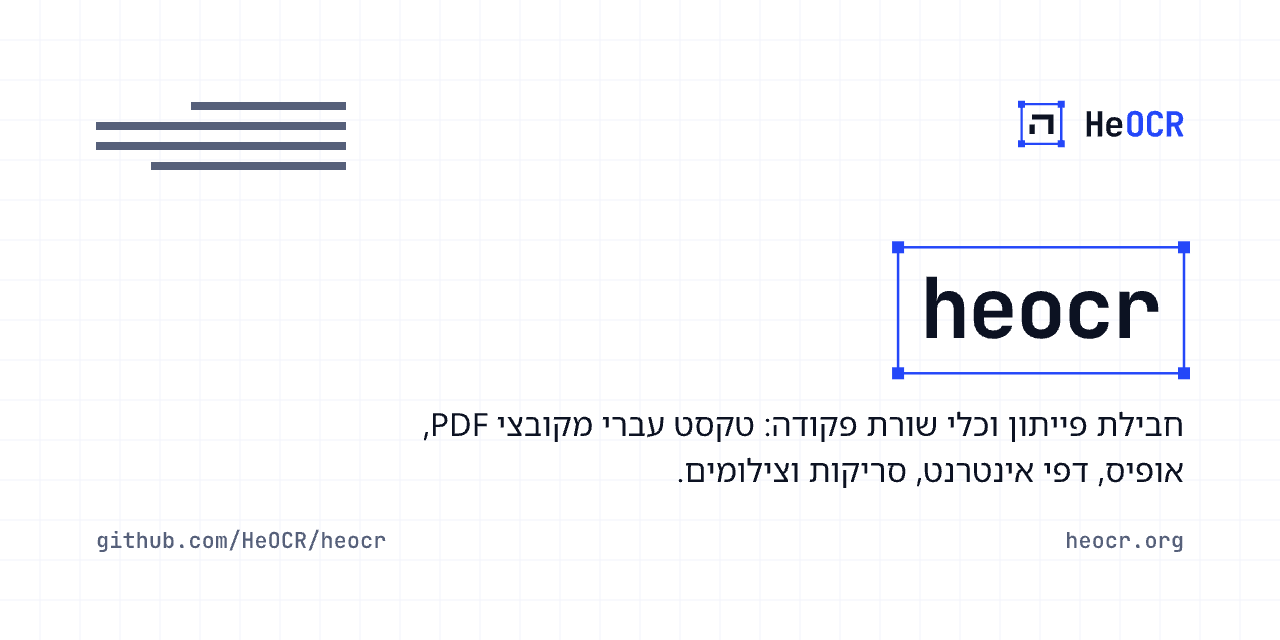 ה HeOCR
heocr
חבילת פייתון וכלי שורת פקודה: טקסט עברי מקובצי PDF,
אופיס, דפי אינטרנט, סריקות וצילומים.
heocr.org
github.com/HeOCR/heocr